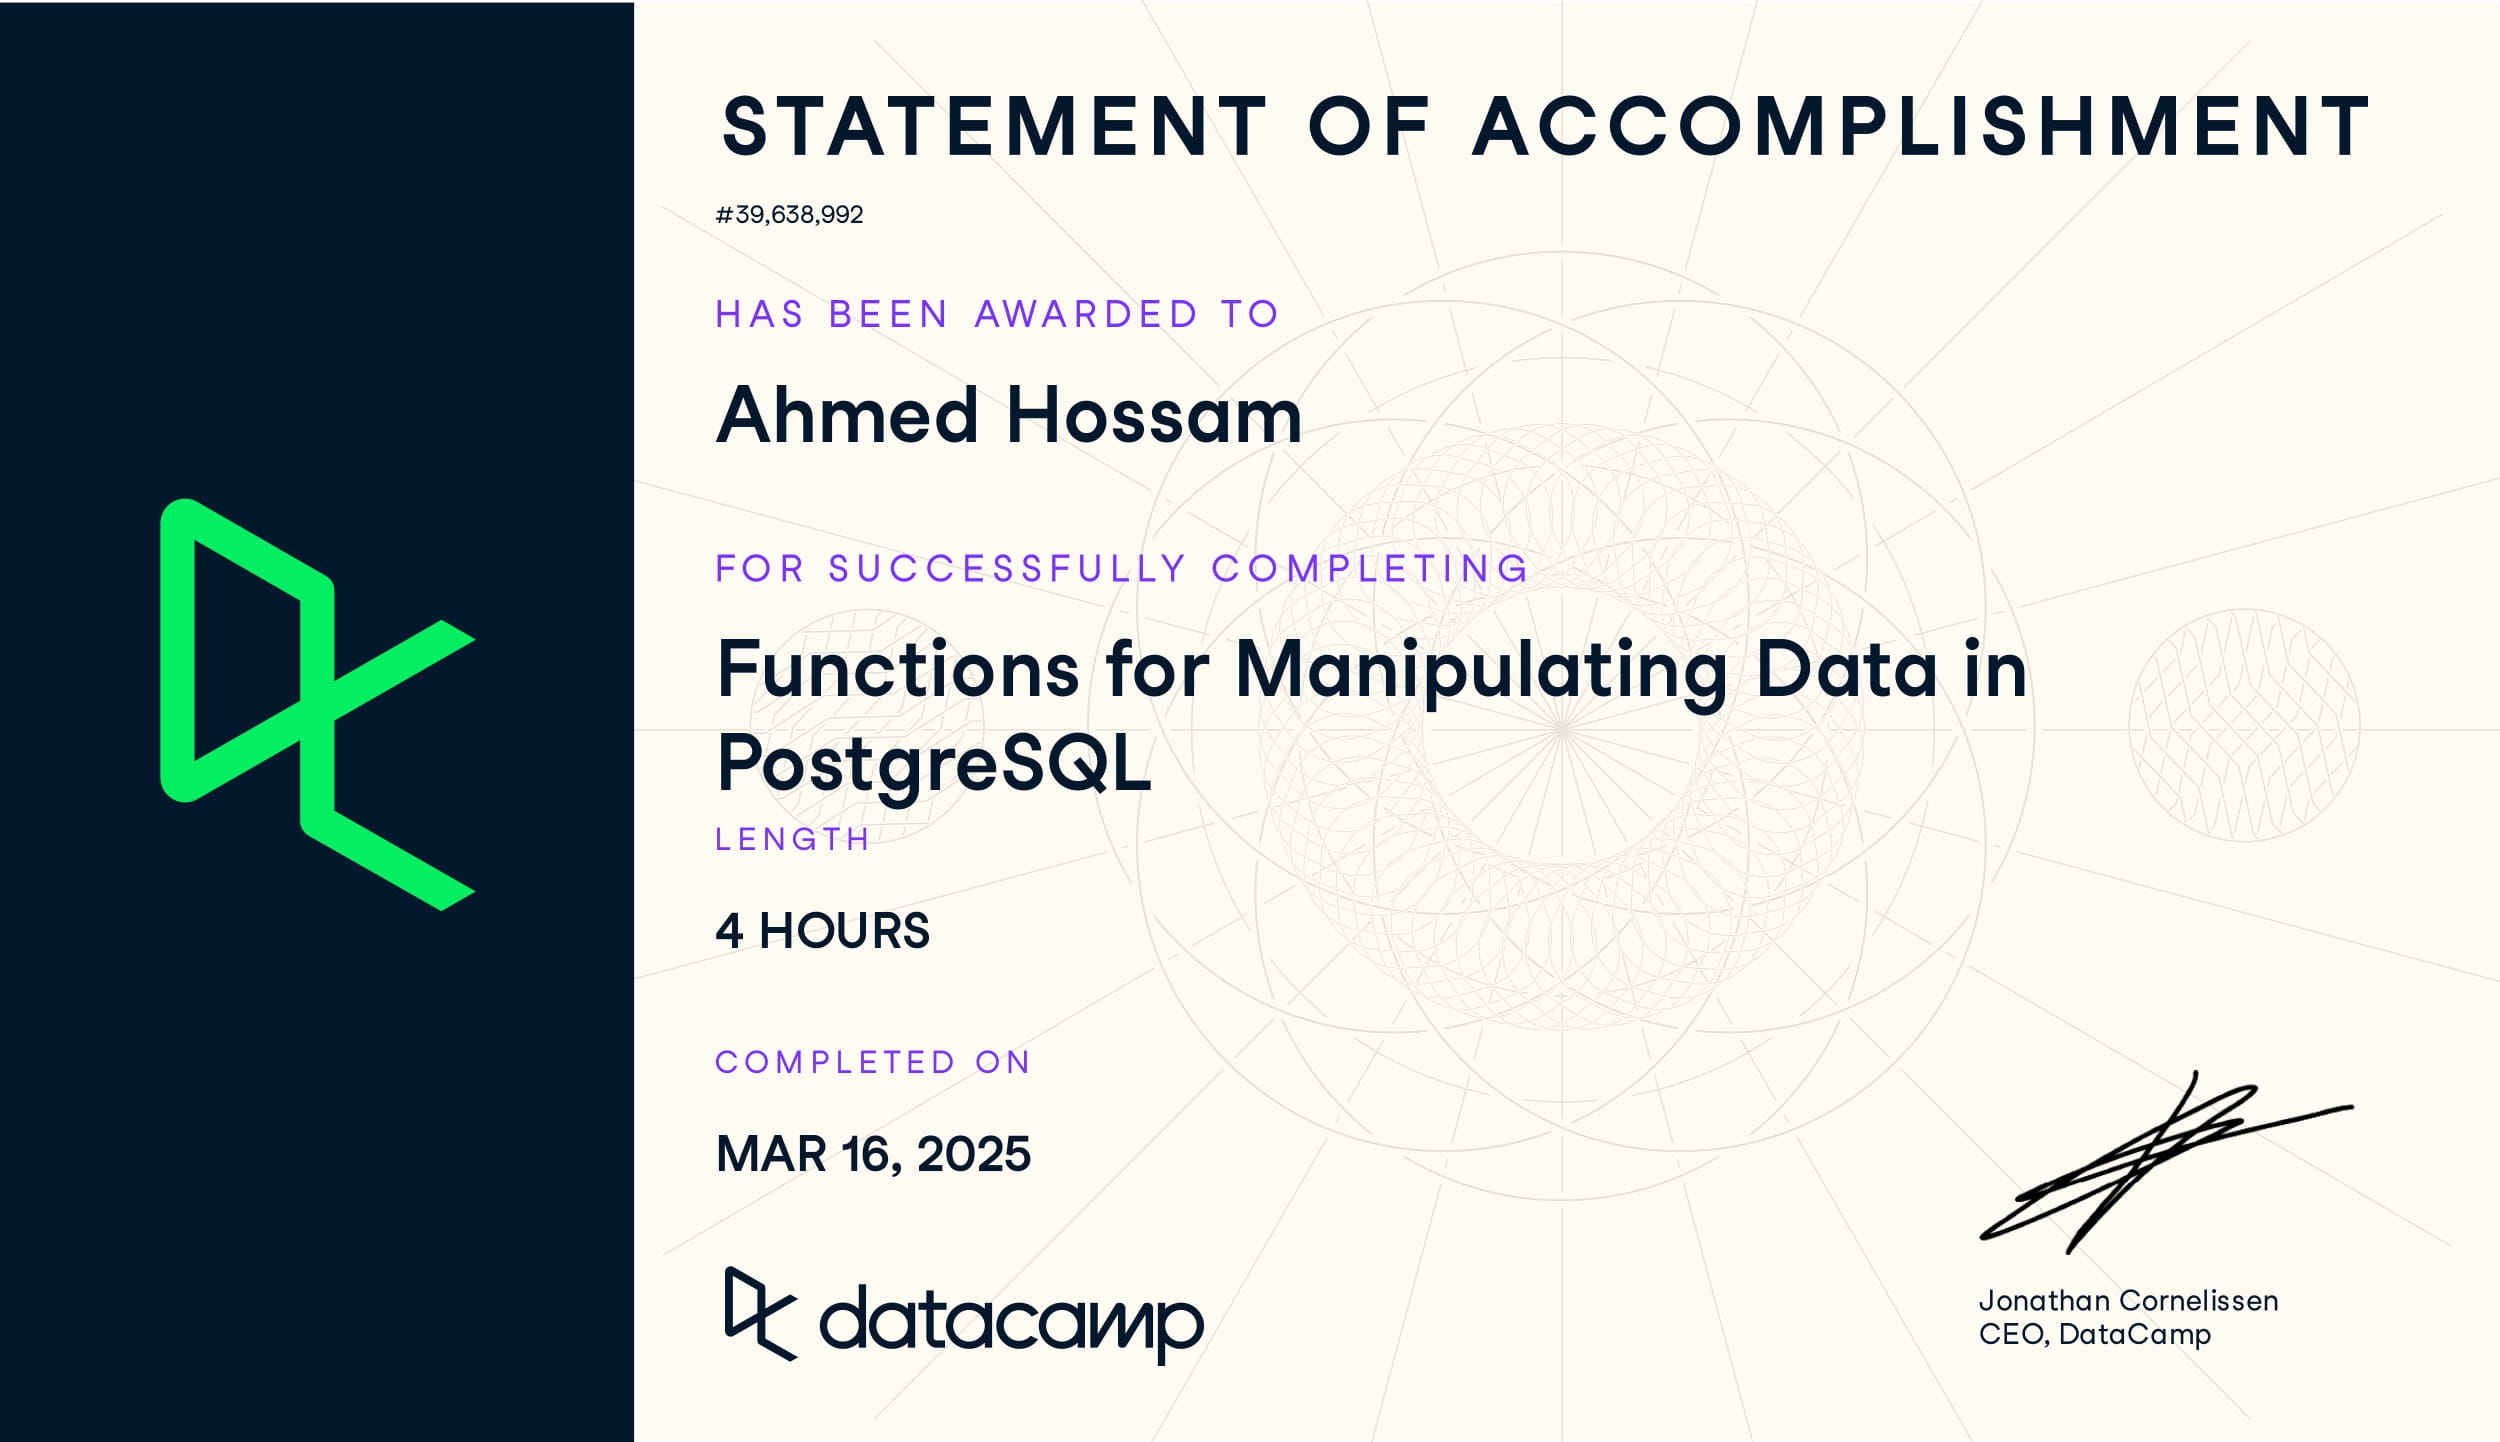 STATEMENT OF ACCOMPLISHMENT
#39,638,992
HAS BEEN AWARDED TO
Ahmed Hossam
FOR SUCCESSFULLY COMPLETING
Functions for Manipulating Data in
PostgreSQL
LENGTH
4 HOURS
COMPLETED ON
MAR 16, 2025
datacamp
Jonathan Cornelissen
CEO, DataCamp